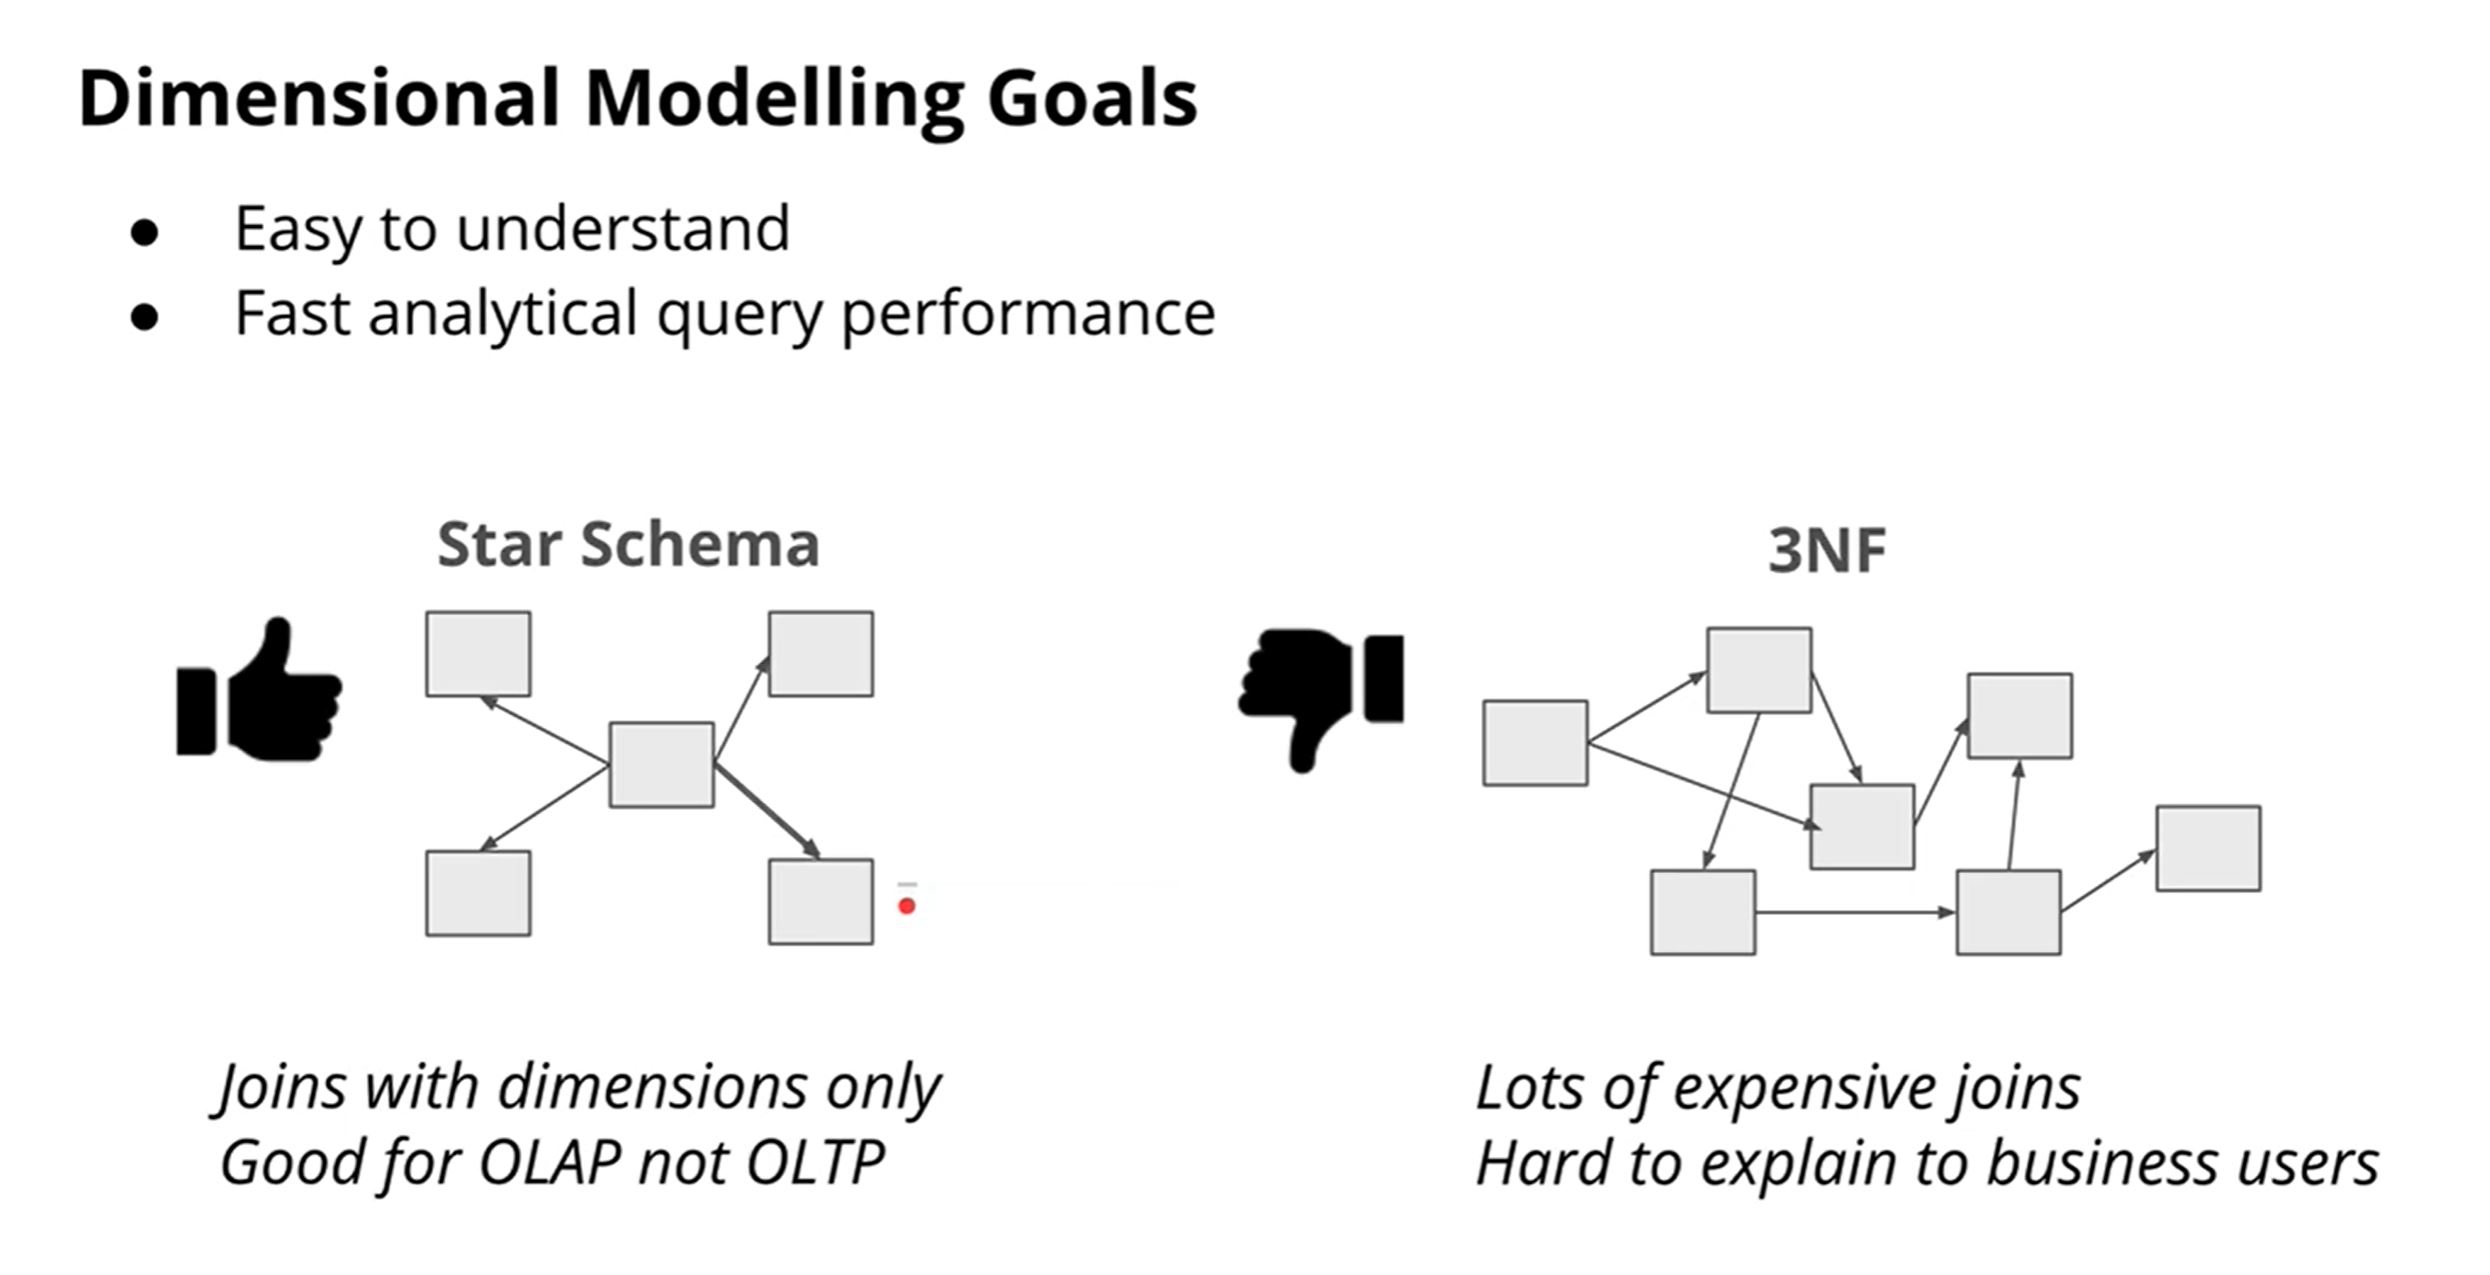 Dimensional Modelling Goals
● Easy to understand
● Fast analytical query performance
Star Schema
3NF
Joins with dimensions only
Good for OLAP not OLTP
Lots of expensive joins
Hard to explain to business users